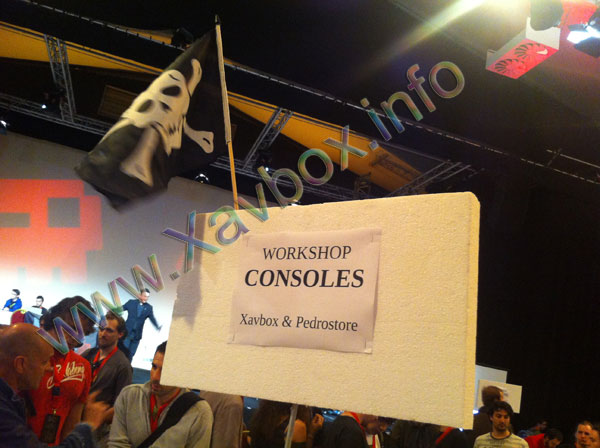 WORKSHOP
CONSOLES
Xavbox & Pedrostore
www.Xavbox.info